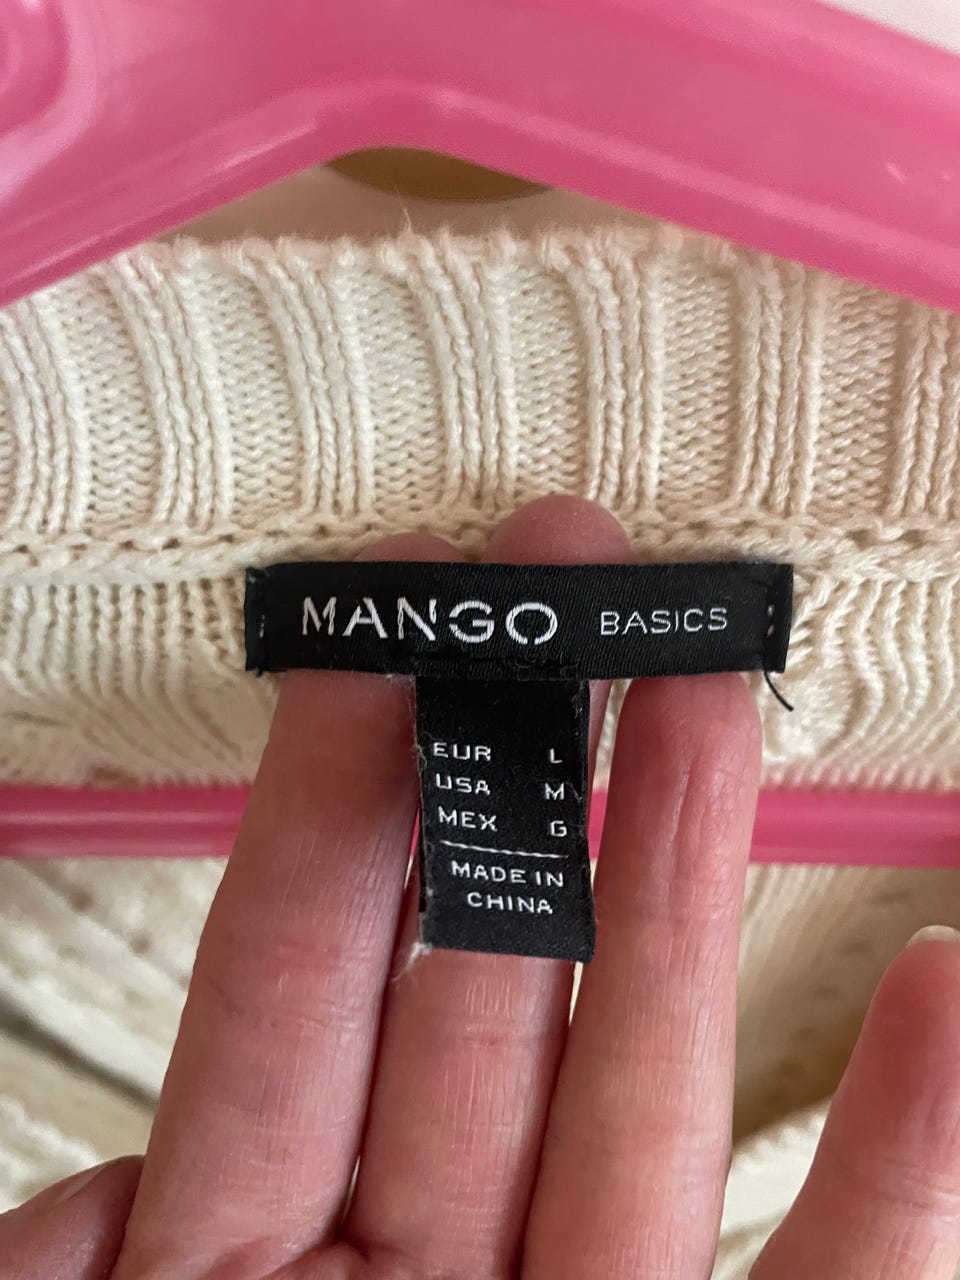 MANGO BASICS
EUR L
USA M
MEX G
MADE IN
CHINA